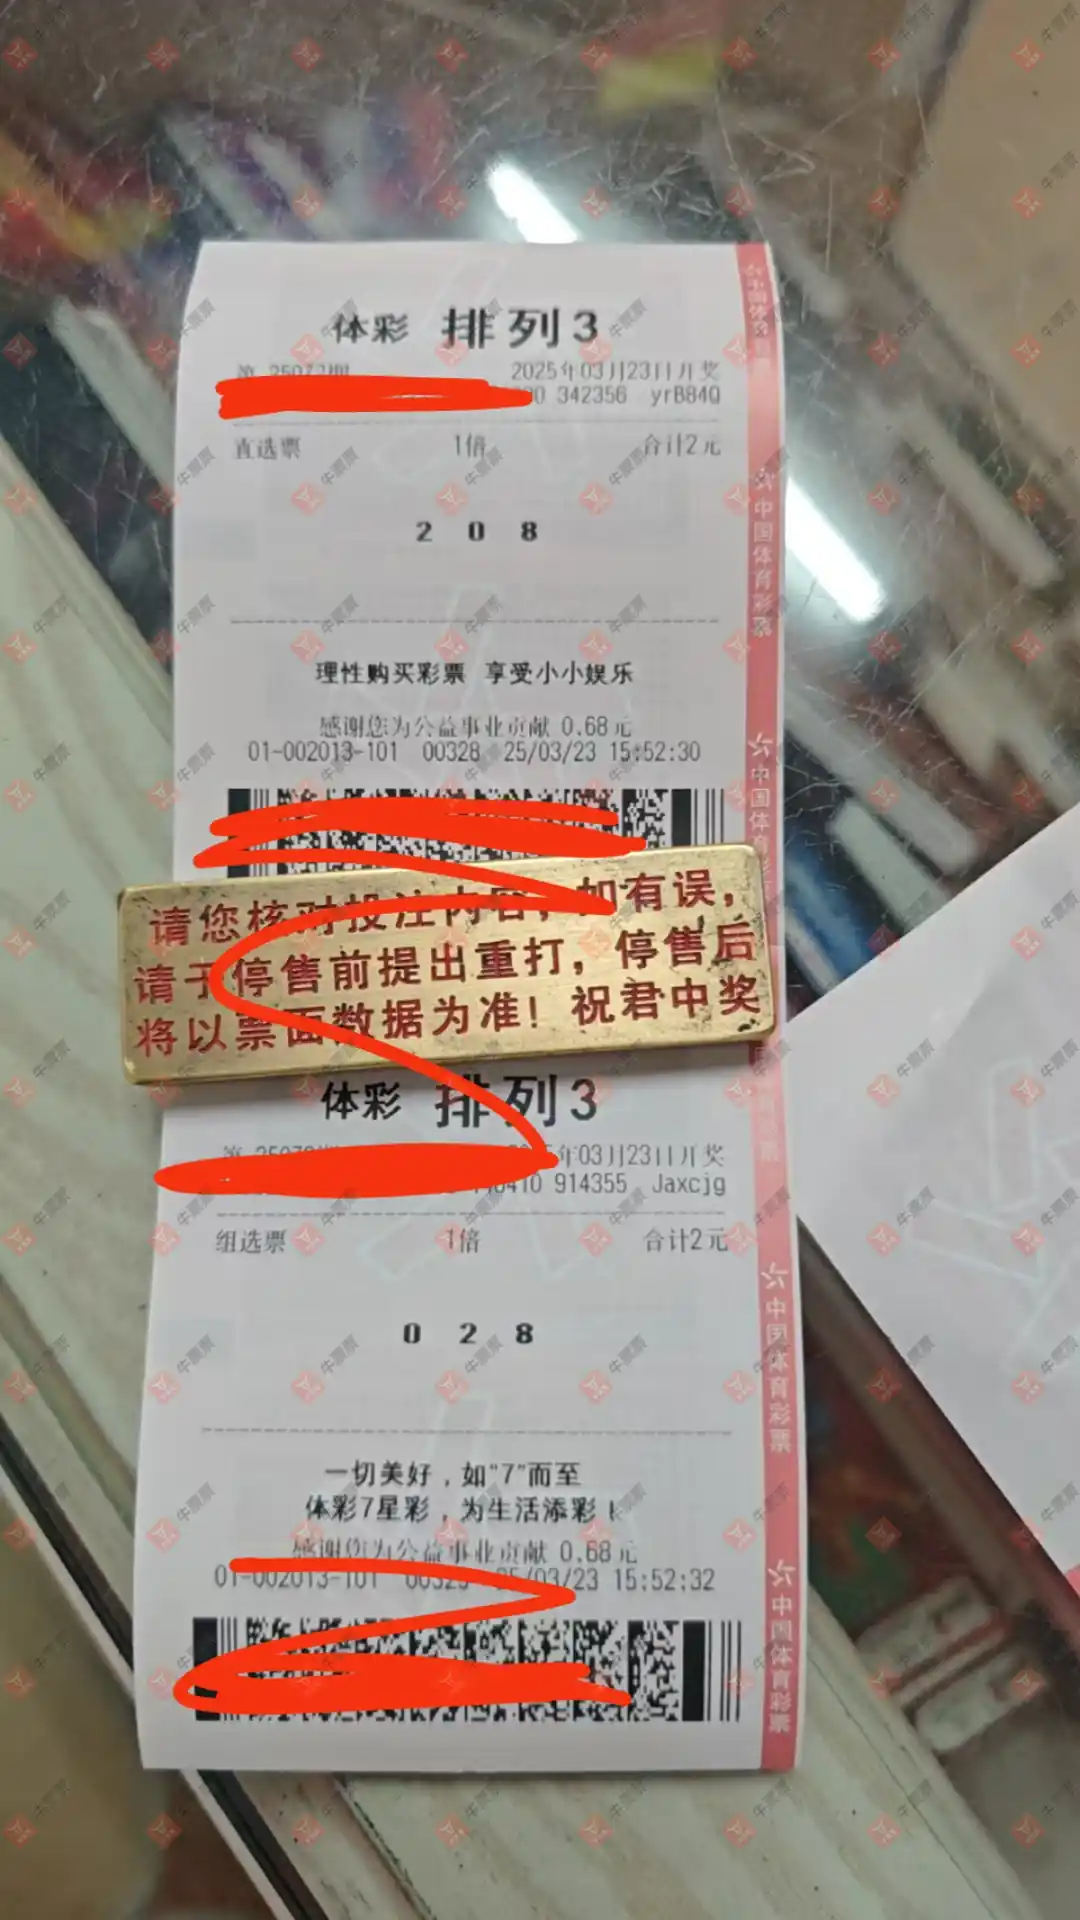 体彩 排列3
2025年03月23日开奖
342356 yrB84Q
直选票 1倍 合计2元
2 0 8
理性购买彩票 享受小小娱乐
感谢您为公益事业贡献 0.68元
01-002013-101 00328 25/03/23 15:52:30
请您核对投注内容，如有误，
请于停售前提出重打，停售后
将以票面数据为准！祝君中奖
体彩 排列3
年03月23日开奖
914355 Jaxcjg
组选票 1倍 合计2元
0 2 8
一切美好，如“7”而至
体彩7星彩，为生活添彩！
感谢您为公益事业贡献 0.68元
01-002013-101 25/03/23 15:52:32
中国体育彩票
中国体育彩票
中国体育彩票
牛票票